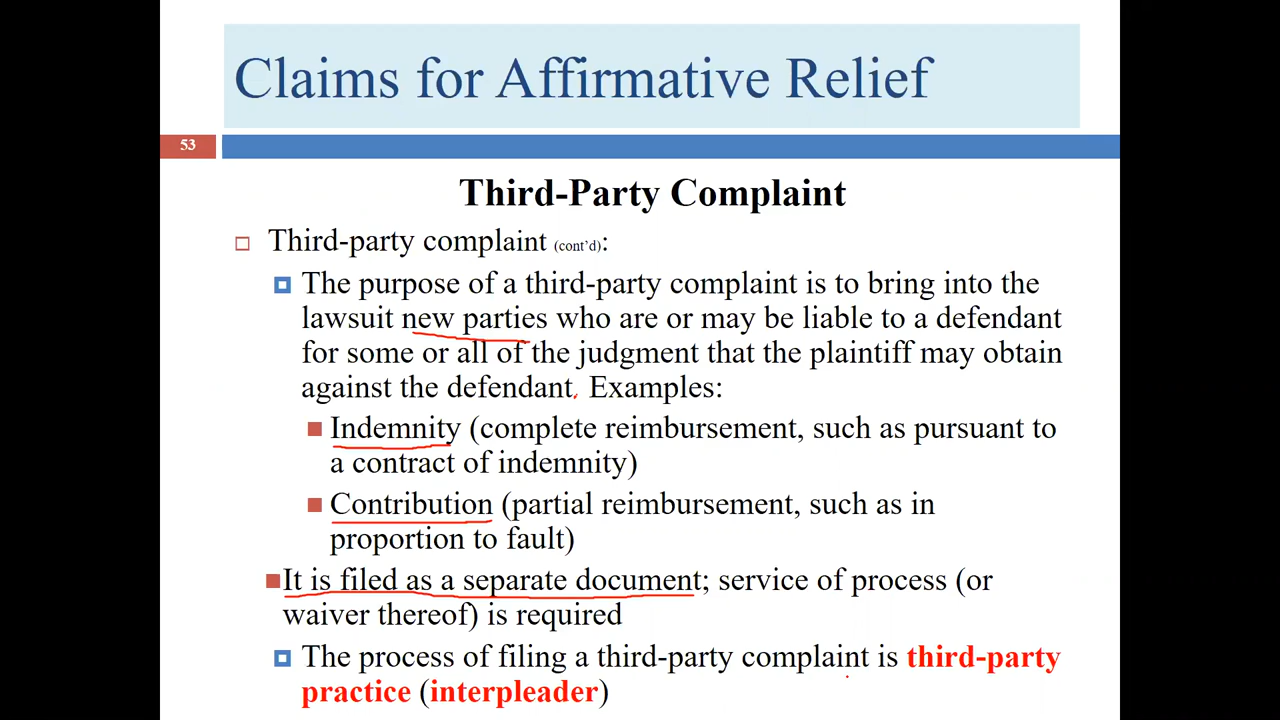 Claims for Affirmative Relief
53
Third-Party Complaint
Third-party complaint (cont’d):
The purpose of a third-party complaint is to bring into the
lawsuit new parties who are or may be liable to a defendant
for some or all of the judgment that the plaintiff may obtain
against the defendant. Examples:
Indemnity (complete reimbursement, such as pursuant to
a contract of indemnity)
Contribution (partial reimbursement, such as in
proportion to fault)
It is filed as a separate document; service of process (or
waiver thereof) is required
The process of filing a third-party complaint is third-party
practice (interpleader)